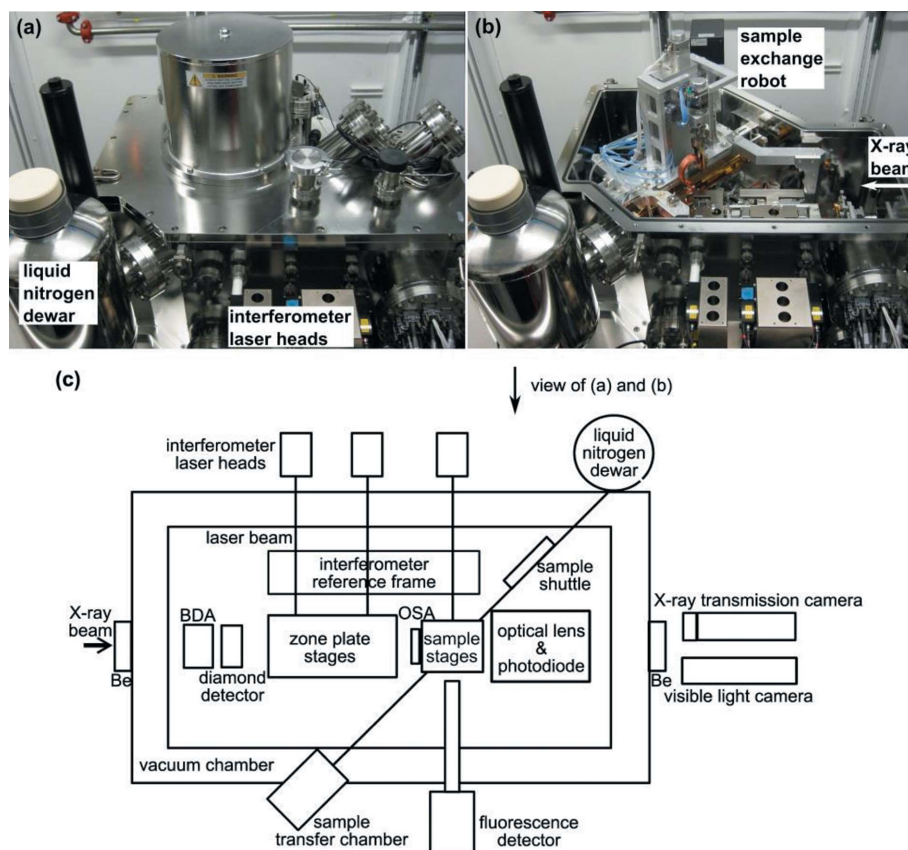 (a)
WARNING
liquid
nitrogen
dewar
interferometer
laser heads
(b)
sample
exchange
robot
X-ray
beam
(c)
view of (a) and (b)
interferometer
laser heads
liquid
nitrogen
dewar
laser beam
interferometer
reference frame
sample
shuttle
X-ray
beam
Be
BDA
diamond
detector
zone plate
stages
OSA
sample
stages
optical lens
&
photodiode
Be
X-ray transmission camera
visible light camera
vacuum chamber
sample
transfer chamber
fluorescence
detector